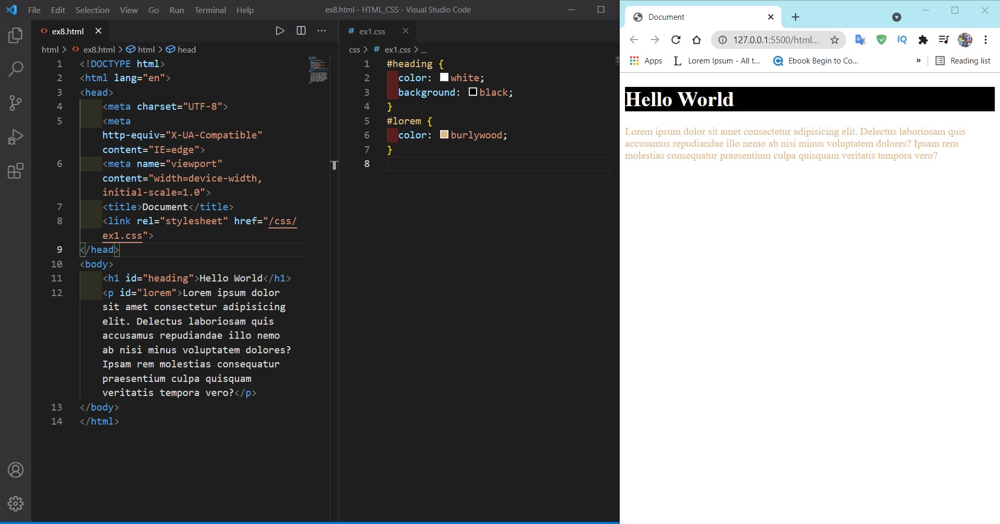 File Edit Selection View Go Run Terminal Help
ex8.html - HTML_CSS - Visual Studio Code
<> ex8.html
html > <> ex8.html > html > head
1 <!DOCTYPE html>
2 <html lang="en">
3 <head>
4 <meta charset="UTF-8">
5 <meta
http-equiv="X-UA-Compatible"
content="IE=edge">
6 <meta name="viewport"
content="width=device-width,
initial-scale=1.0">
7 <title>Document</title>
8 <link rel="stylesheet" href="/css/
ex1.css">
9 </head>
10 <body>
11 <h1 id="heading">Hello World</h1>
12 <p id="lorem">Lorem ipsum dolor
sit amet consectetur adipisicing
elit. Delectus laboriosam quis
accusamus repudiandae illo nemo
ab nisi minus voluptatem dolores?
Ipsam rem molestias consequatur
praesentium culpa quisquam
veritatis tempora vero?</p>
13 </body>
14 </html>
# ex1.css
css > # ex1.css > ...
1 #heading {
2 color: white;
3 background: black;
4 }
5 #lorem {
6 color: burlywood;
7 }
8
Document
127.0.0.1:5500/html...
Apps L Lorem Ipsum - All t... Ebook Begin to Co... » Reading list
Hello World
Lorem ipsum dolor sit amet consectetur adipisicing elit. Delectus laboriosam quis
accusamus repudiandae illo nemo ab nisi minus voluptatem dolores? Ipsam rem
molestias consequatur praesentium culpa quisquam veritatis tempora vero?